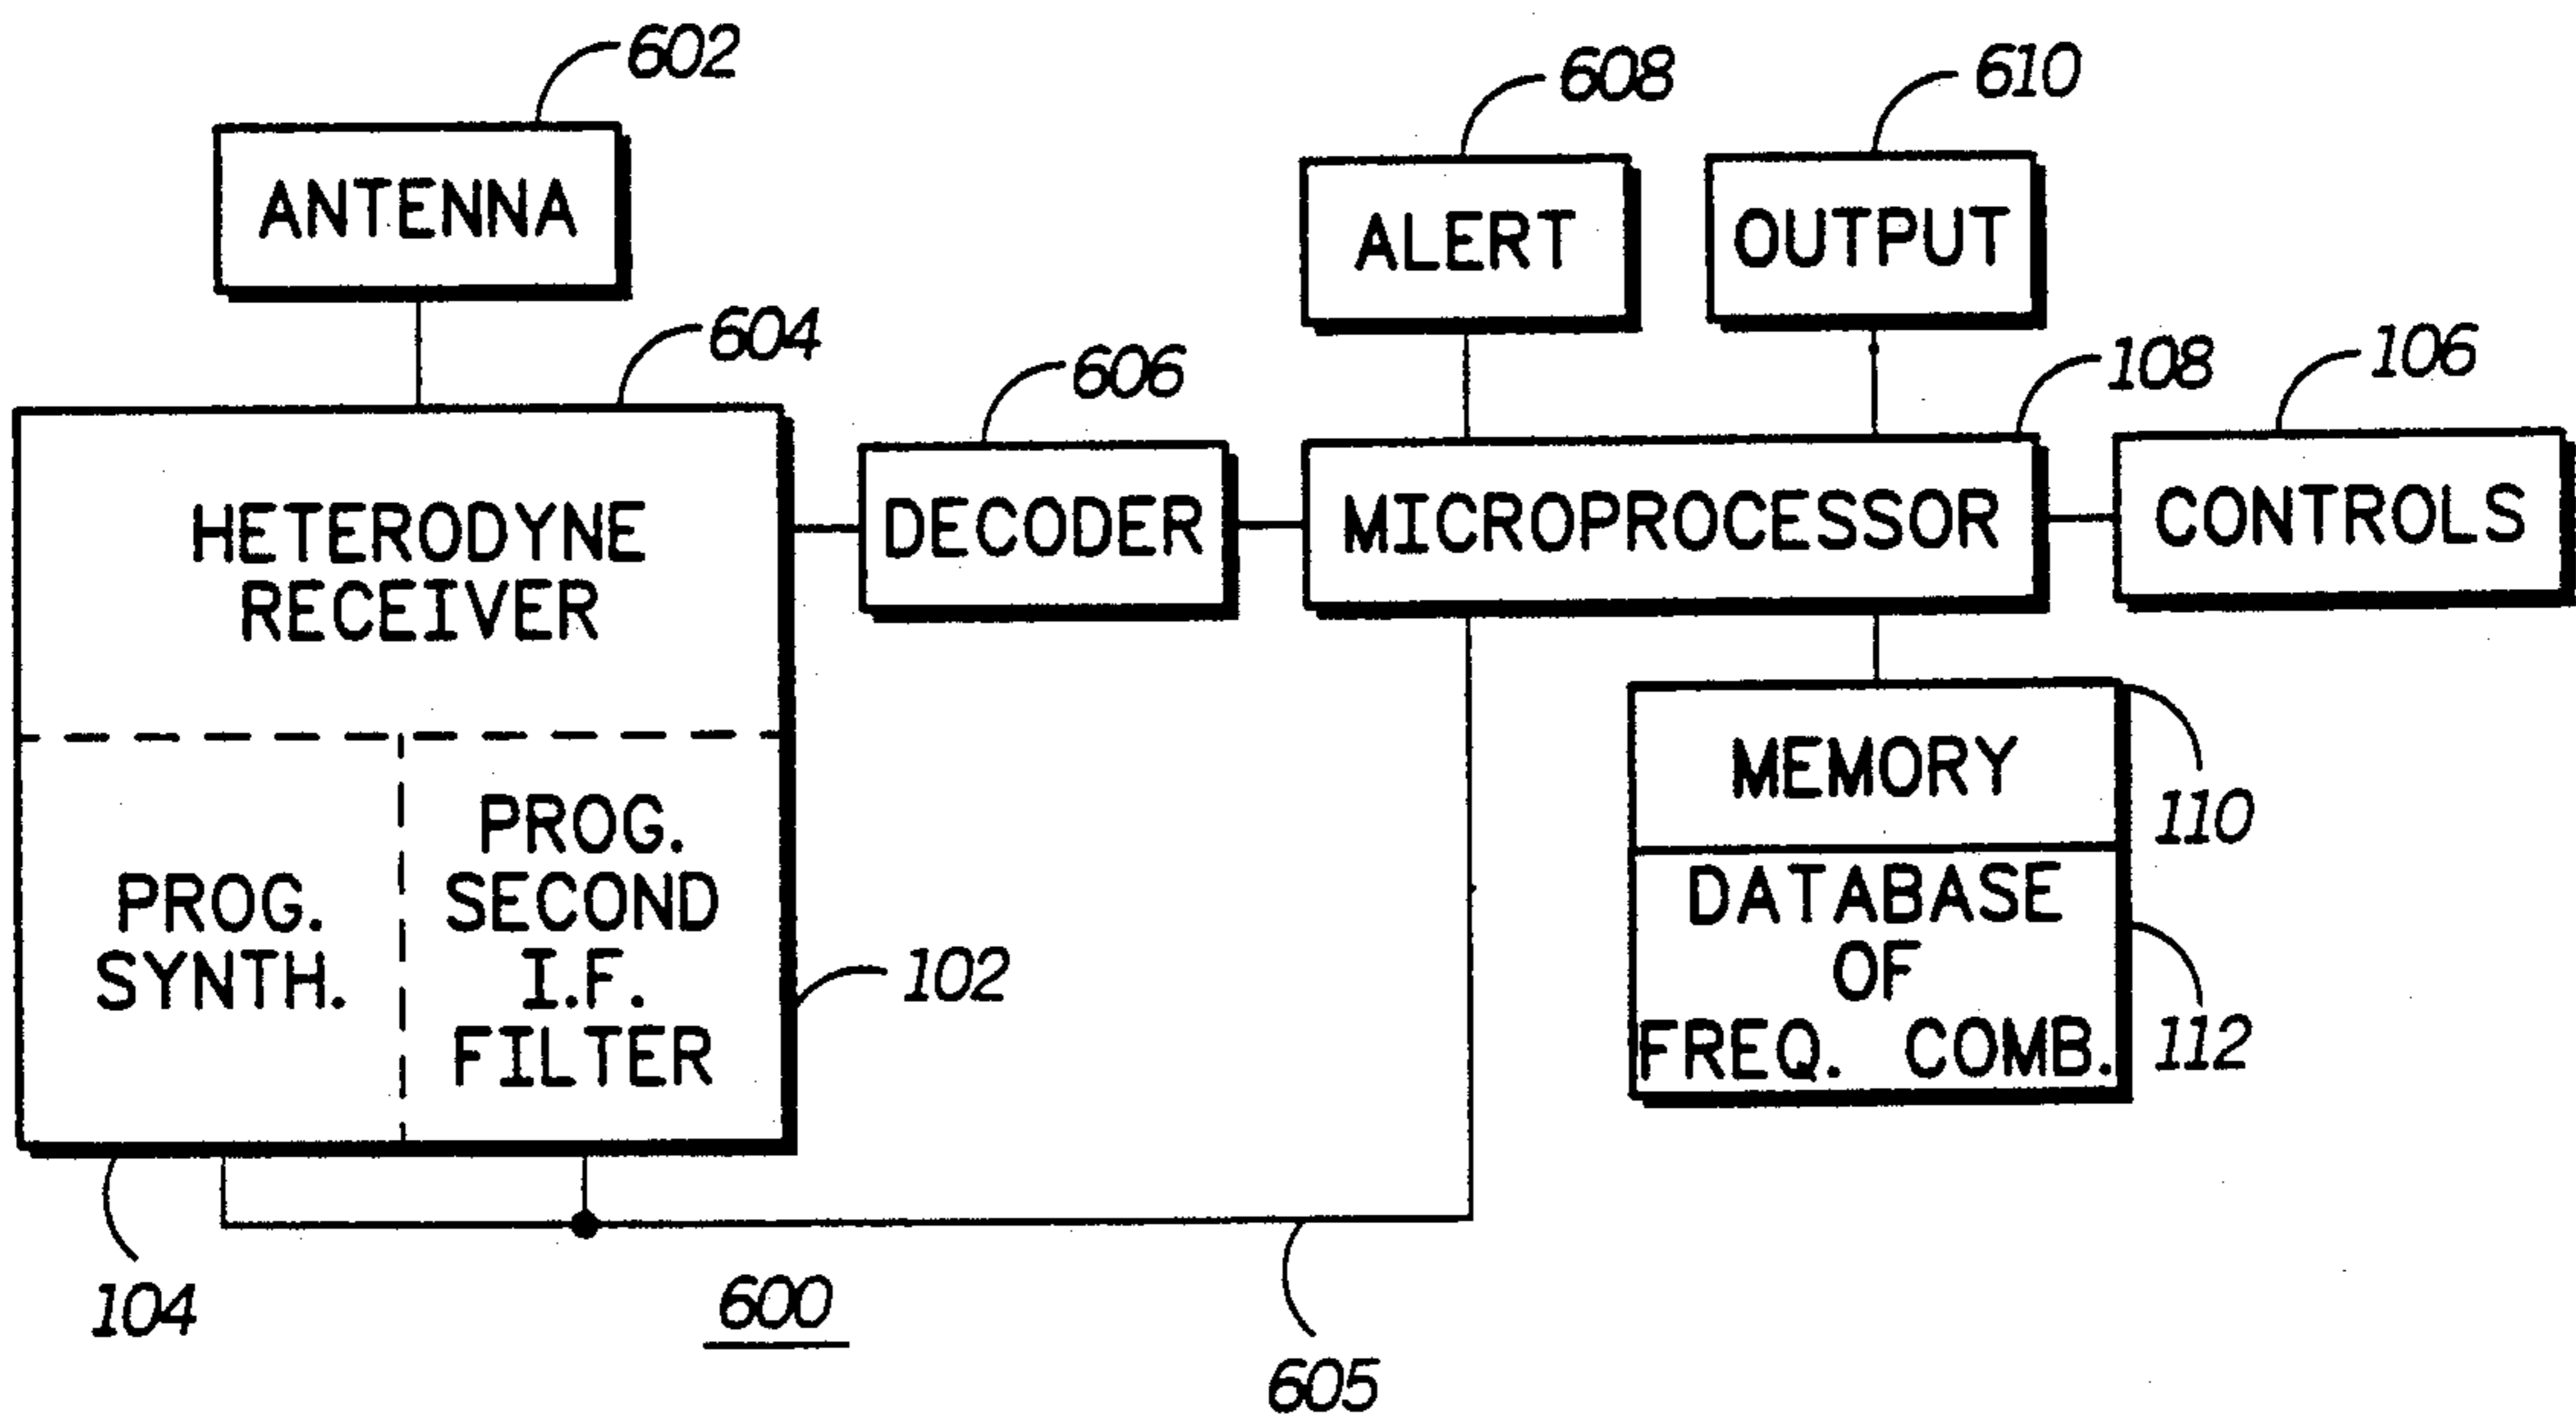 602
608
610
ANTENNA
ALERT
OUTPUT
604
606
108
106
HETERODYNE
RECEIVER
DECODER
MICROPROCESSOR
CONTROLS
PROG.
SYNTH.
PROG.
SECOND
I.F.
FILTER
102
MEMORY
110
DATABASE
OF
FREQ. COMB.
112
104
600
605